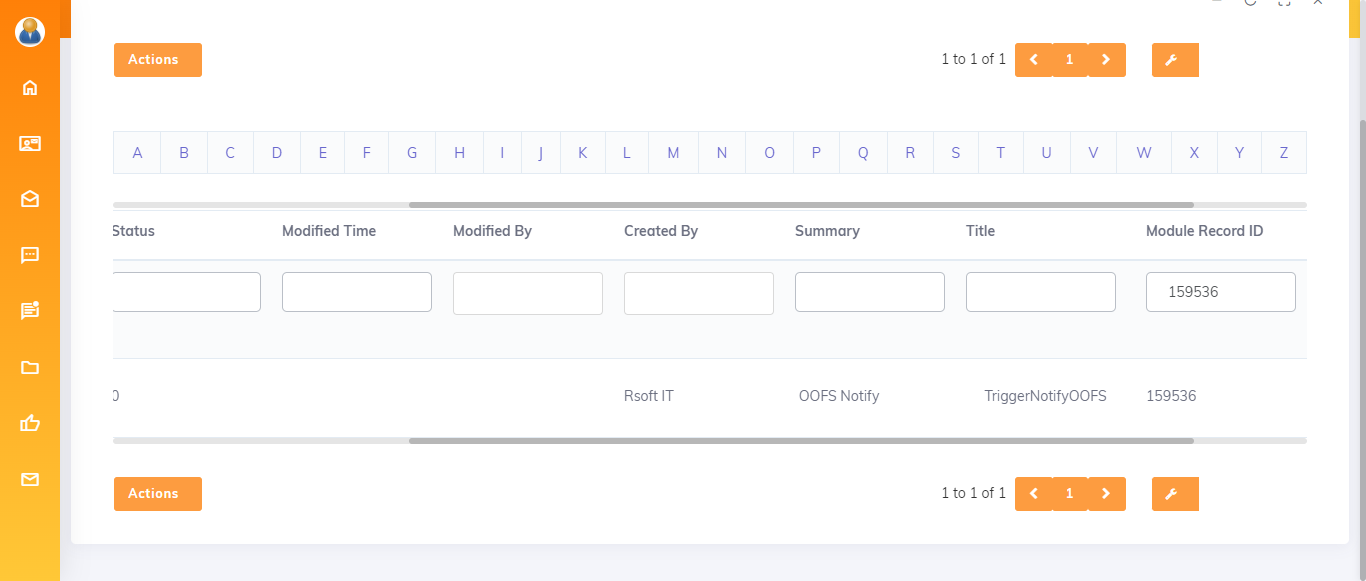 Actions 1 to 1 of 1 1
A B C D E F G H I J K L M N O P Q R S T U V W X Y Z
Status Modified Time Modified By Created By Summary Title Module Record ID
159536
0 Rsoft IT OOFS Notify TriggerNotifyOOFS 159536
Actions 1 to 1 of 1 1